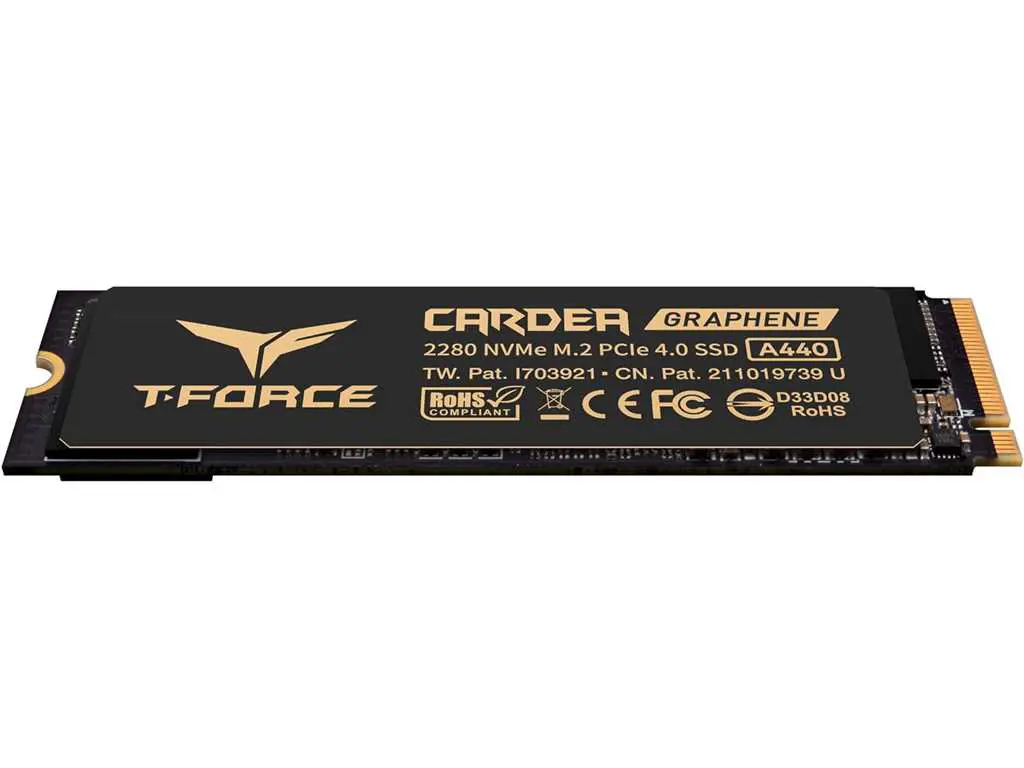 T-FORCE
CARDEA GRAPHENE
2280 NVMe M.2 PCIe 4.0 SSD A440
TW. Pat. I703921 • CN. Pat. 211019739 U
RoHS
COMPLIANT
CE FC
D33D08
RoHS